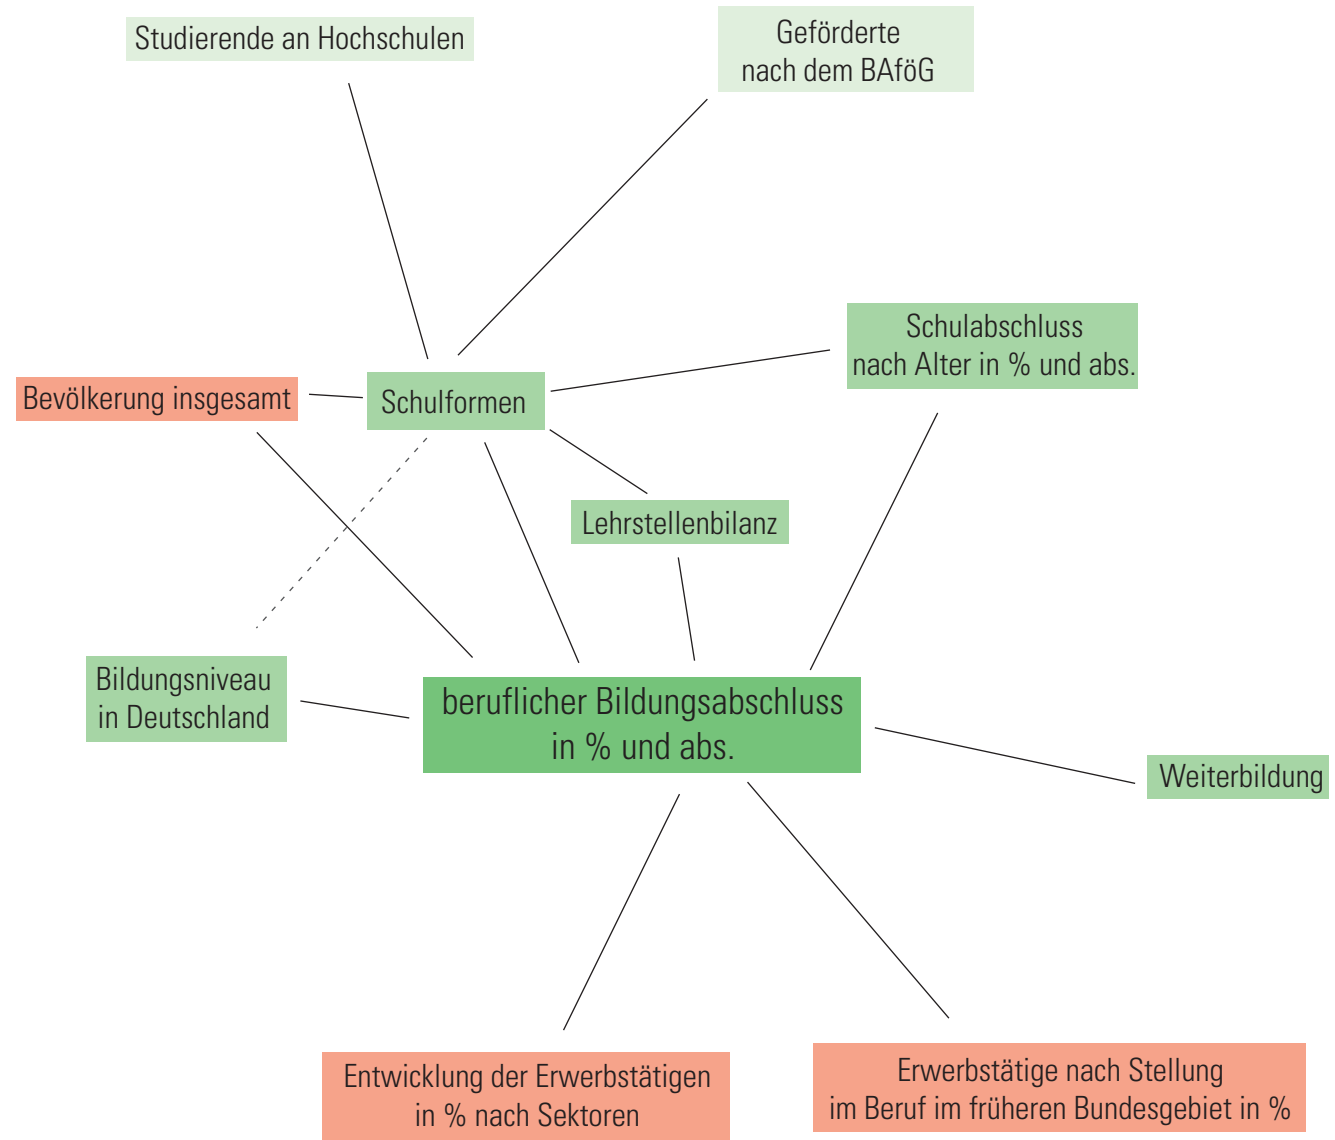 Studierende an Hochschulen
Geförderte
nach dem BAföG
Schulabschluss
nach Alter in % und abs.
Bevölkerung insgesamt
Schulformen
Lehrstellenbilanz
Bildungsniveau
in Deutschland
beruflicher Bildungsabschluss
in % und abs.
Weiterbildung
Entwicklung der Erwerbstätigen
in % nach Sektoren
Erwerbstätige nach Stellung
im Beruf im früheren Bundesgebiet in %